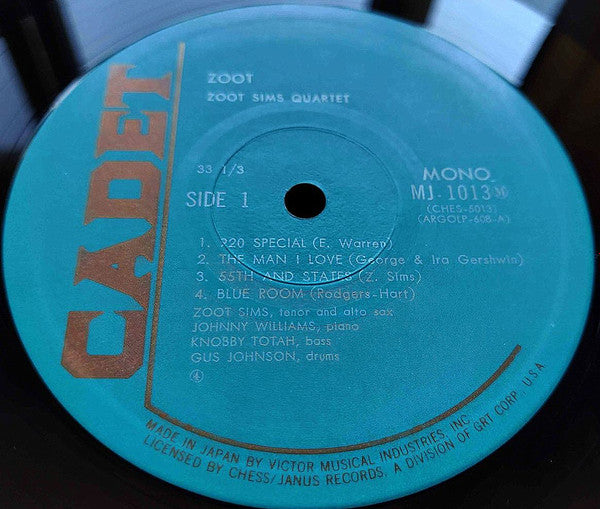 CADET
ZOOT
ZOOT SIMS QUARTET
33 1/3
SIDE 1
MONO
MJ-1013 M
(CHES-5013)
(ARGOLP-608-A)
1. 920 SPECIAL (E. Warren)
2. THE MAN I LOVE (George & Ira Gershwin)
3. 55TH AND STATES (Z. Sims)
4. BLUE ROOM (Rodgers-Hart)
ZOOT SIMS, tenor and alto sax
JOHNNY WILLIAMS, piano
KNOBBY TOTAH, bass
GUS JOHNSON, drums
MADE IN JAPAN BY VICTOR MUSICAL INDUSTRIES, INC.
LICENSED BY CHESS/JANUS RECORDS, A DIVISION OF GRT CORP., U.S.A